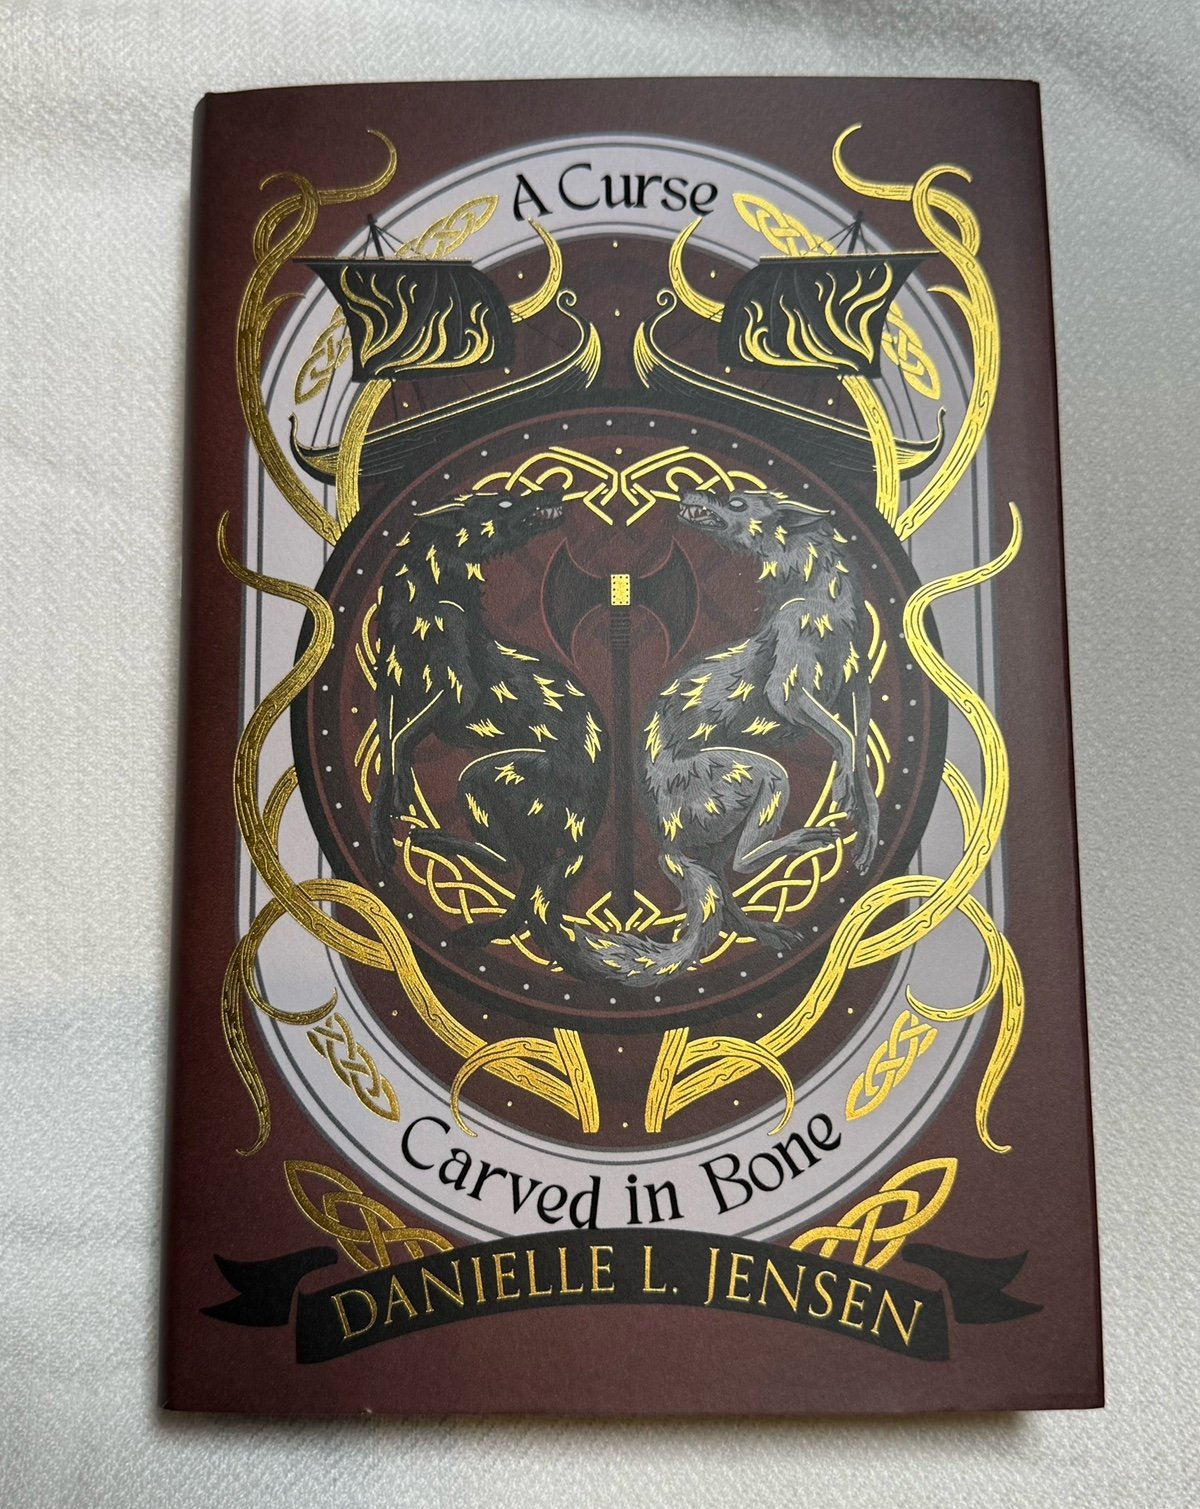 A Curse
Carved in Bone
DANIELLE L. JENSEN